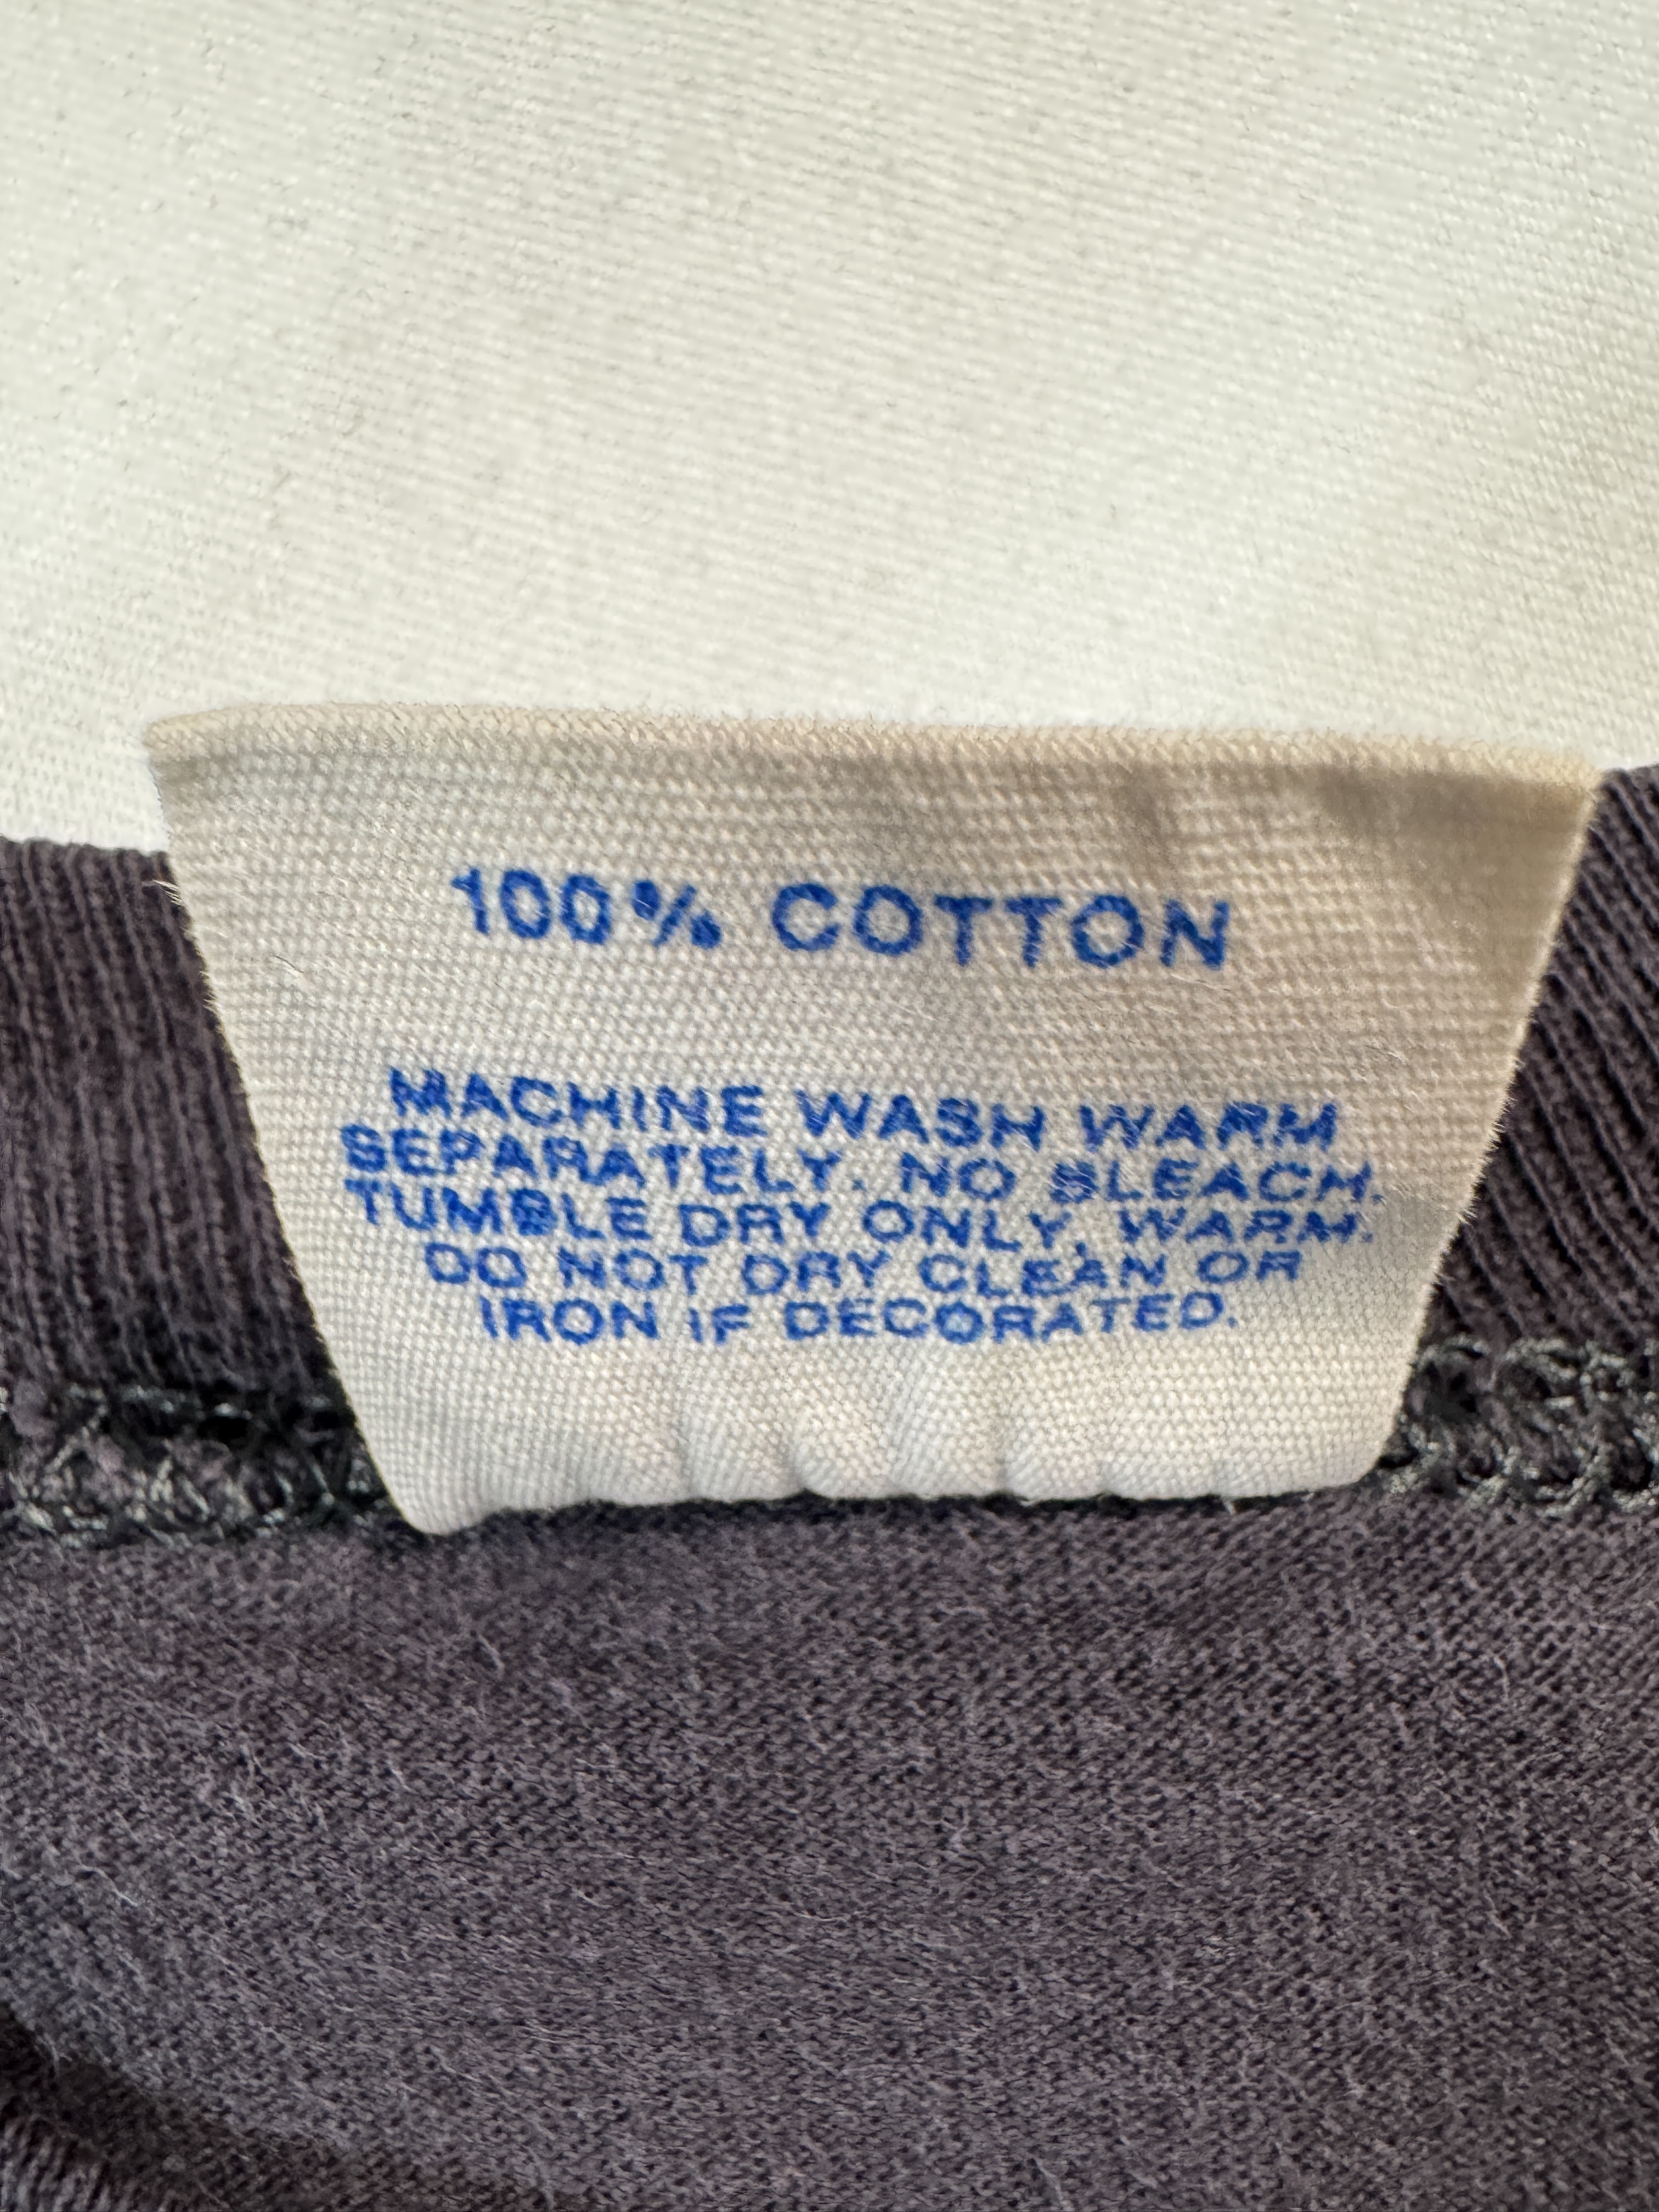 100% COTTON
MACHINE WASH WARM
SEPARATELY. NO BLEACH.
TUMBLE DRY ONLY, WARM.
DO NOT DRY CLEAN OR
IRON IF DECORATED.